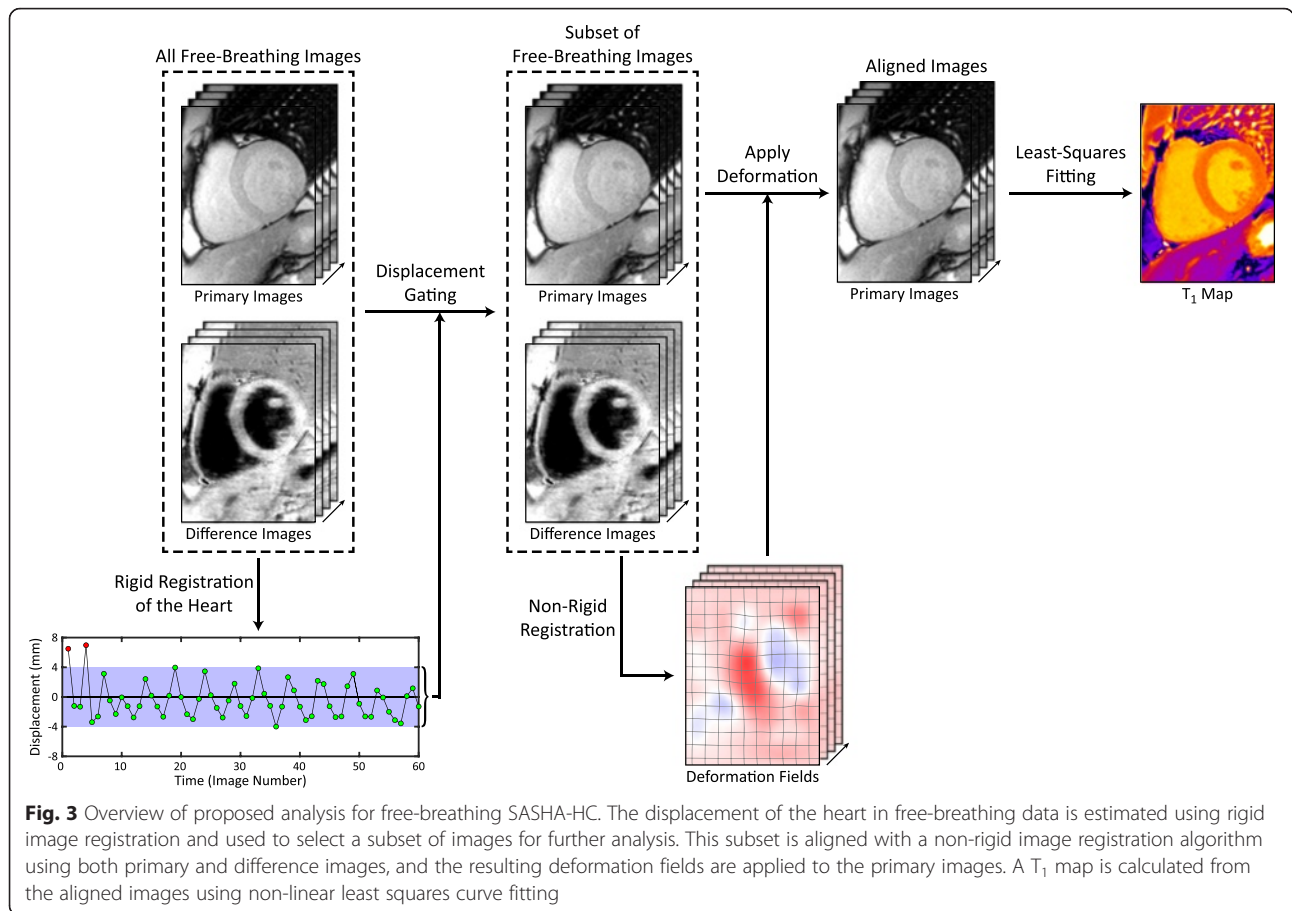 All Free-Breathing Images
Subset of
Free-Breathing Images
Aligned Images
Primary Images
Difference Images
Displacement
Gating
Primary Images
Difference Images
Apply
Deformation
Primary Images
Least-Squares
Fitting
T1 Map
Rigid Registration
of the Heart
Non-Rigid
Registration
Deformation Fields
Displacement (mm)
8
4
0
-4
-8
0 10 20 30 40 50 60
Time (Image Number)
Fig. 3 Overview of proposed analysis for free-breathing SASHA-HC. The displacement of the heart in free-breathing data is estimated using rigid
image registration and used to select a subset of images for further analysis. This subset is aligned with a non-rigid image registration algorithm
using both primary and difference images, and the resulting deformation fields are applied to the primary images. A T1 map is calculated from
the aligned images using non-linear least squares curve fitting